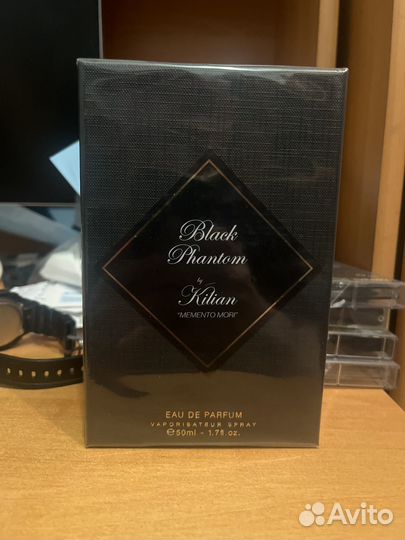 Black
Phantom
by
Kilian
"MEMENTO MORI"
EAU DE PARFUM
VAPORISATEUR SPRAY
℮50ml - 1.7fl.oz.
Avito